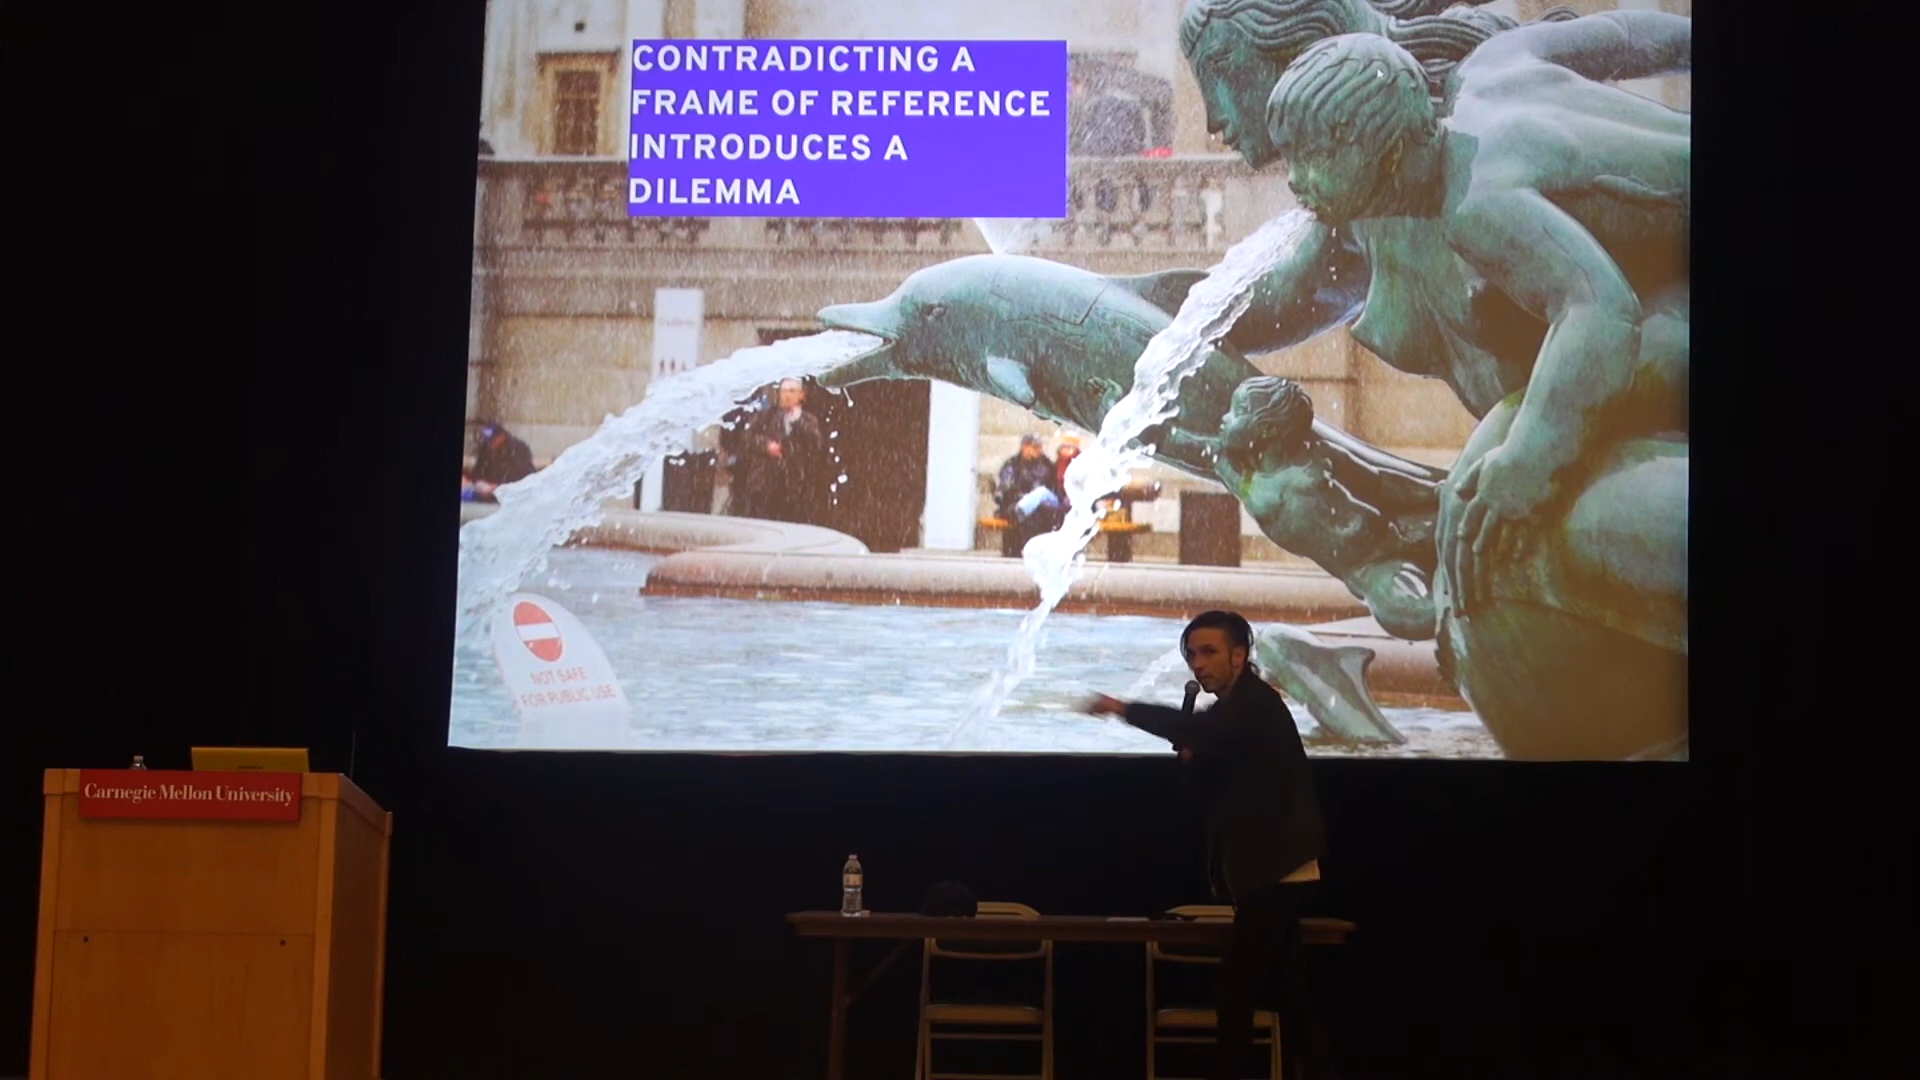 CONTRADICTING A
FRAME OF REFERENCE
INTRODUCES A
DILEMMA
NOT SAFE
FOR PUBLIC USE
Carnegie Mellon University